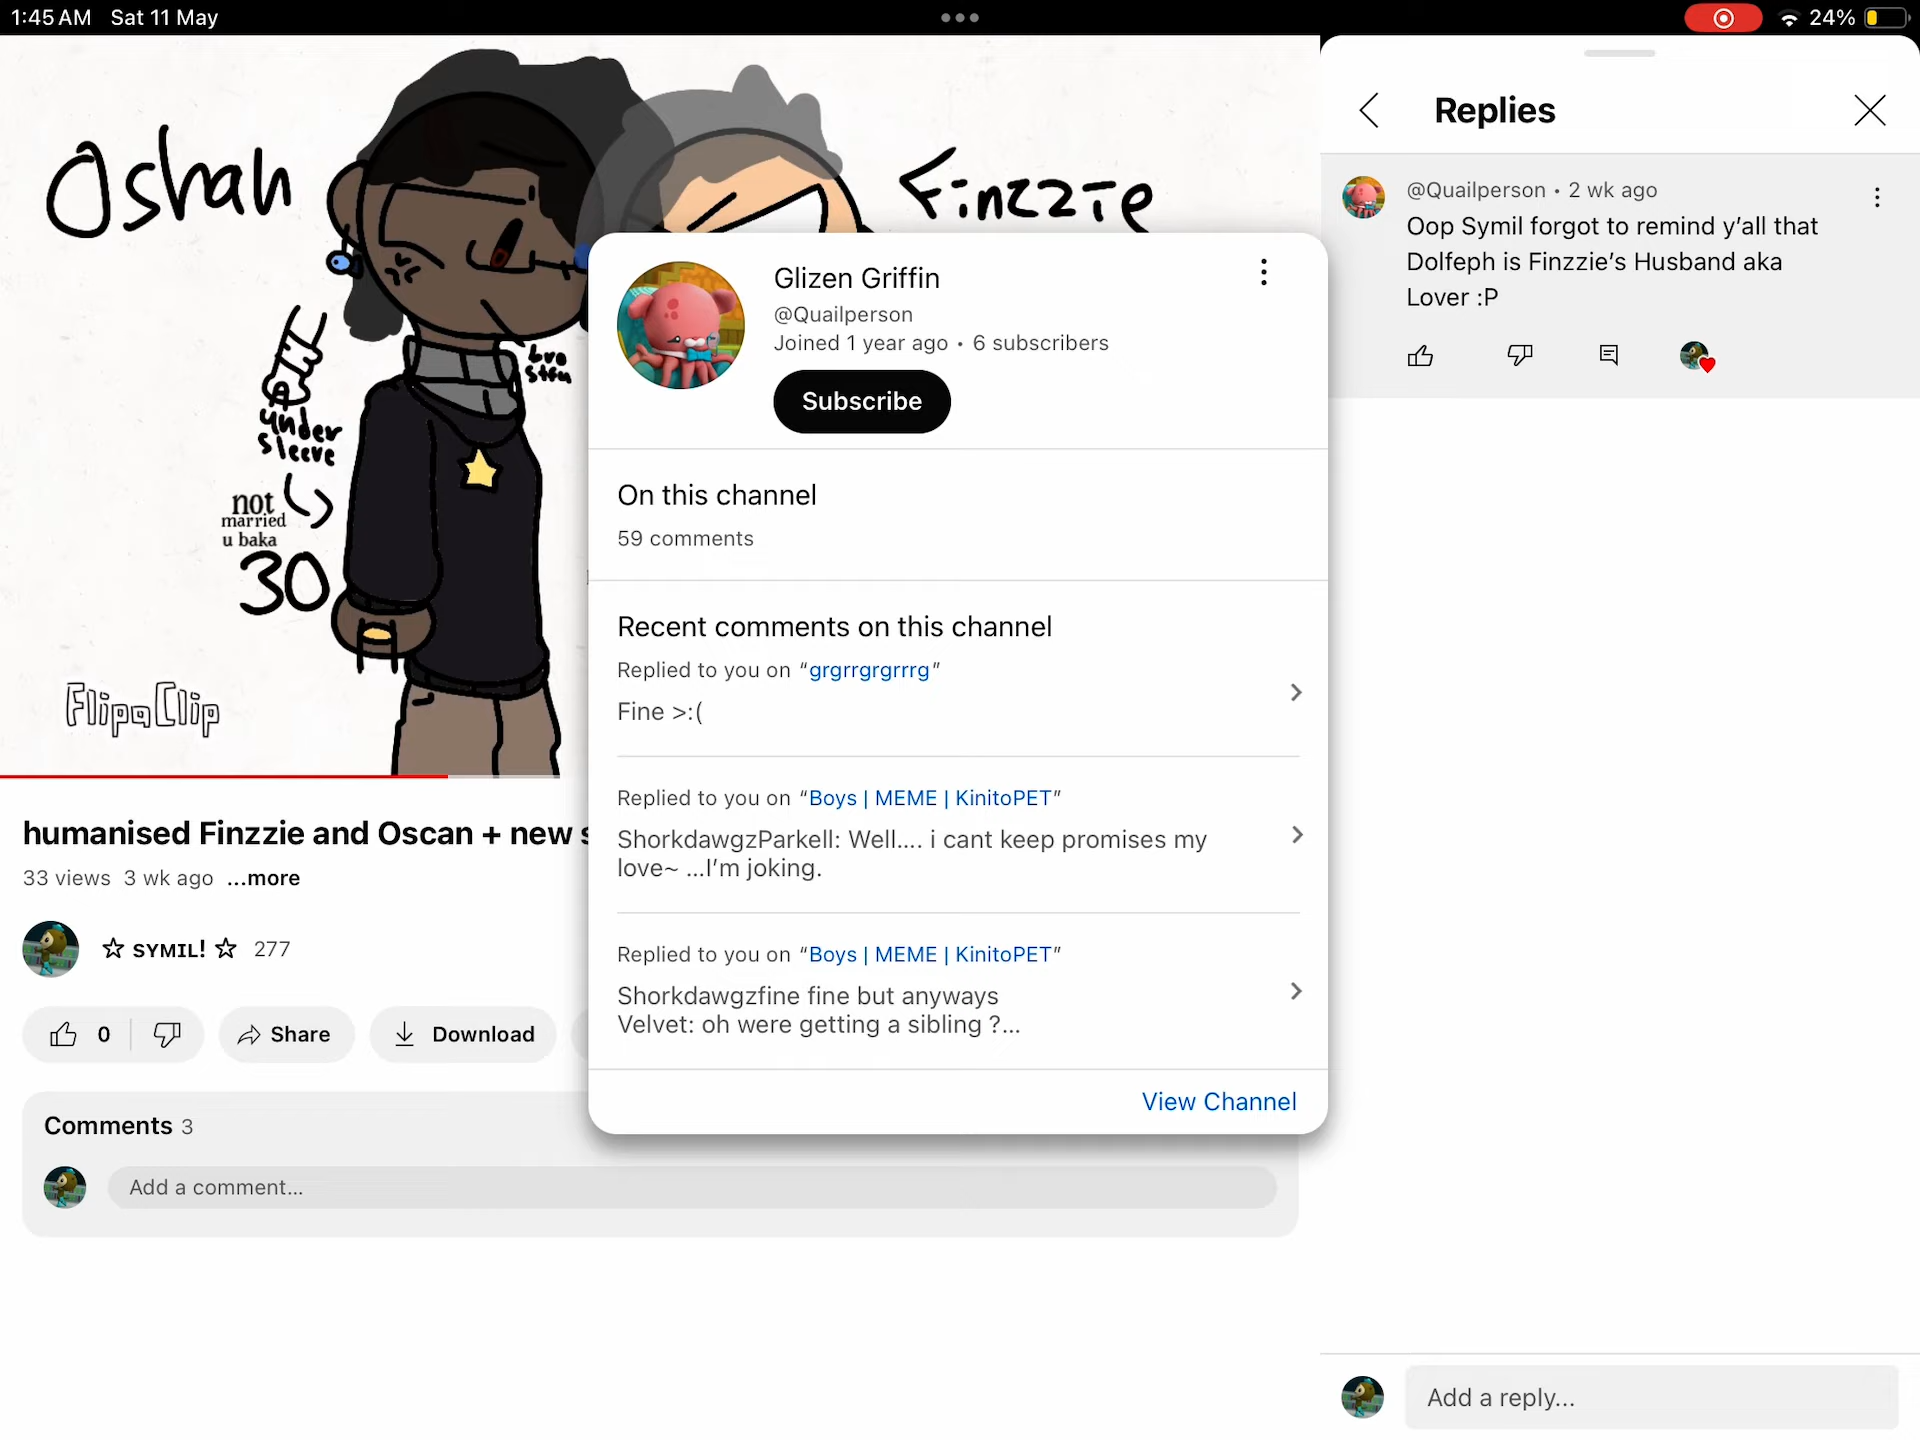 1:45 AM Sat 11 May
24%
Oshan
Finzzie
bro
stfu
under
sleeve
not
married
u baka
30
FlipaClip
humanised Finzzie and Oscan + new s
33 views 3 wk ago ...more
☆ SYMIL! ☆ 277
0
Share
Download
Comments 3
Add a comment...
Glizen Griffin
@Quailperson
Joined 1 year ago • 6 subscribers
Subscribe
On this channel
59 comments
Recent comments on this channel
Replied to you on “grgrrgrgrrrg”
Fine >:(
Replied to you on “Boys | MEME | KinitoPET”
ShorkdawgzParkell: Well.... i cant keep promises my
love~ ...I’m joking.
Replied to you on “Boys | MEME | KinitoPET”
Shorkdawgzfine fine but anyways
Velvet: oh were getting a sibling ?...
View Channel
Replies
@Quailperson • 2 wk ago
Oop Symil forgot to remind y’all that
Dolfeph is Finzzie’s Husband aka
Lover :P
Add a reply...